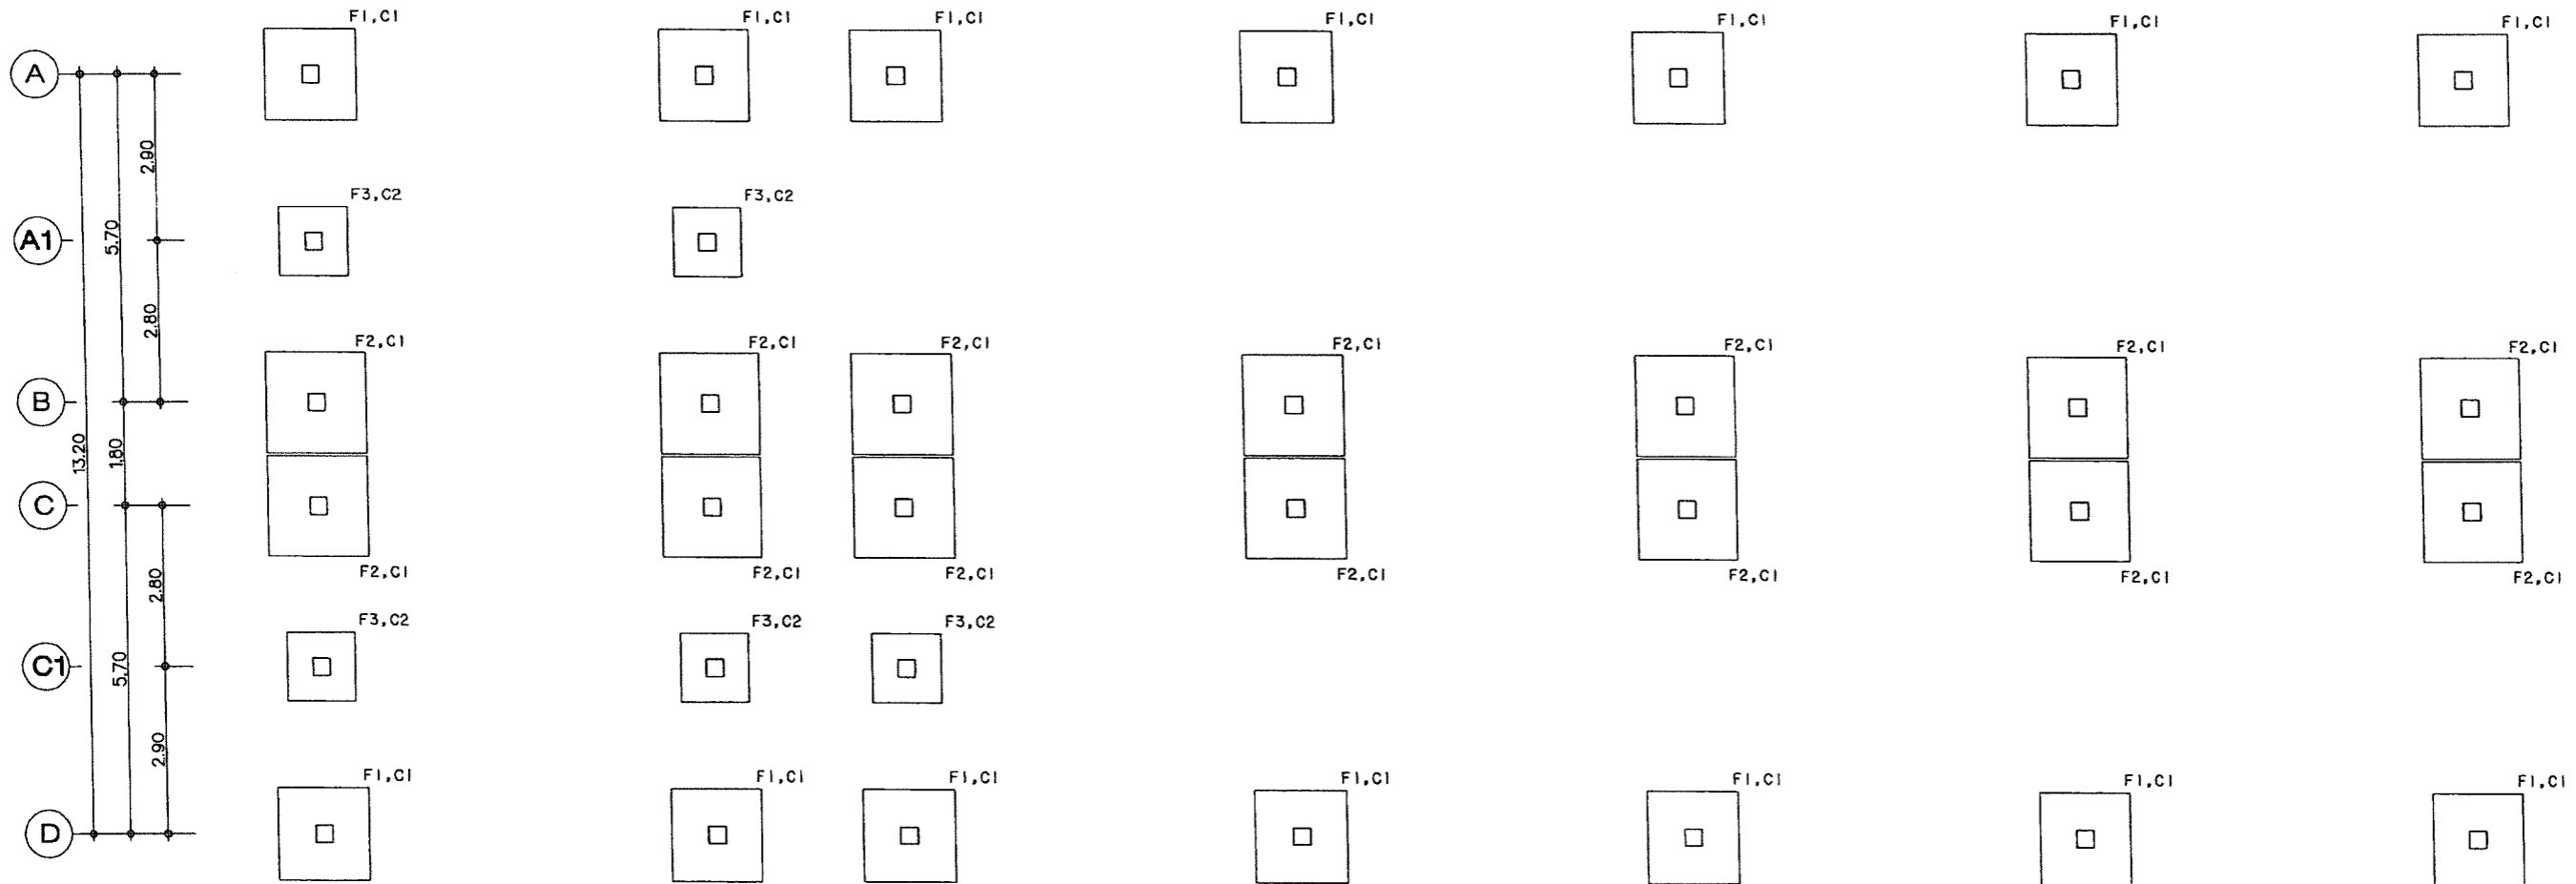 F1,C1 F1,C1 F1,C1 F1,C1 F1,C1 F1,C1 F1,C1
A
2.90
F3,C2 F3,C2
5.70
A1
2.80
F2,C1 F2,C1 F2,C1 F2,C1 F2,C1 F2,C1 F2,C1
B
13.20
1.80
C
F2,C1 F2,C1 F2,C1 F2,C1 F2,C1 F2,C1 F2,C1
2.80
F3,C2 F3,C2 F3,C2
C1
5.70
2.90
F1,C1 F1,C1 F1,C1 F1,C1 F1,C1 F1,C1 F1,C1
D